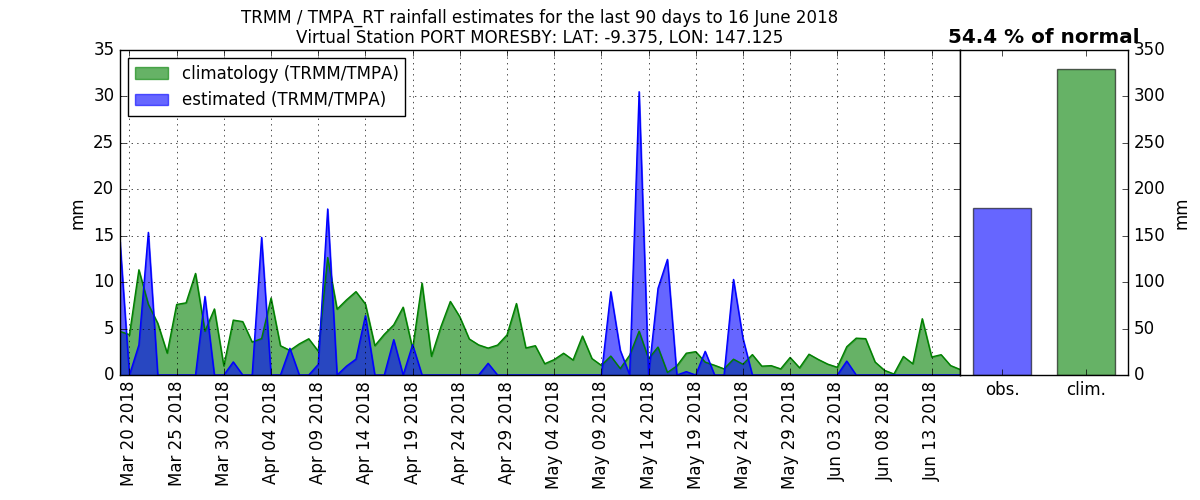 TRMM / TMPA_RT rainfall estimates for the last 90 days to 16 June 2018
Virtual Station PORT MORESBY: LAT: -9.375, LON: 147.125
54.4 % of normal
climatology (TRMM/TMPA)
estimated (TRMM/TMPA)
mm
35
30
25
20
15
10
5
0
Mar 20 2018
Mar 25 2018
Mar 30 2018
Apr 04 2018
Apr 09 2018
Apr 14 2018
Apr 19 2018
Apr 24 2018
Apr 29 2018
May 04 2018
May 09 2018
May 14 2018
May 19 2018
May 24 2018
May 29 2018
Jun 03 2018
Jun 08 2018
Jun 13 2018
obs.
clim.
350
300
250
200
150
100
50
0
mm